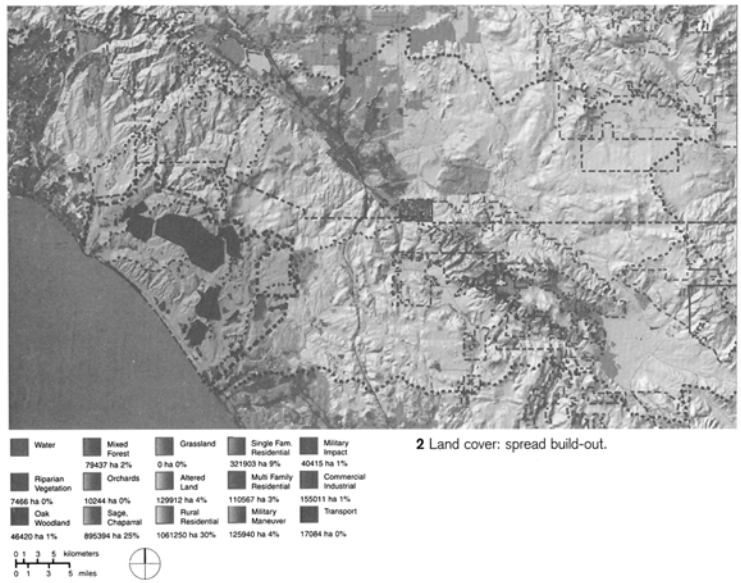 Water
Mixed Forest
79437 ha 2%
Grassland
0 ha 0%
Single Fam. Residential
321903 ha 9%
Military Impact
40415 ha 1%
Riparian Vegetation
7466 ha 0%
Orchards
10244 ha 0%
Altered Land
129912 ha 4%
Multi Family Residential
110567 ha 3%
Commercial Industrial
155011 ha 1%
Oak Woodland
46420 ha 1%
Sage, Chaparral
895394 ha 25%
Rural Residential
1061250 ha 30%
Military Maneuver
125940 ha 4%
Transport
17084 ha 0%
0 1 3 5 kilometers
0 1 3 5 miles
2 Land cover: spread build-out.